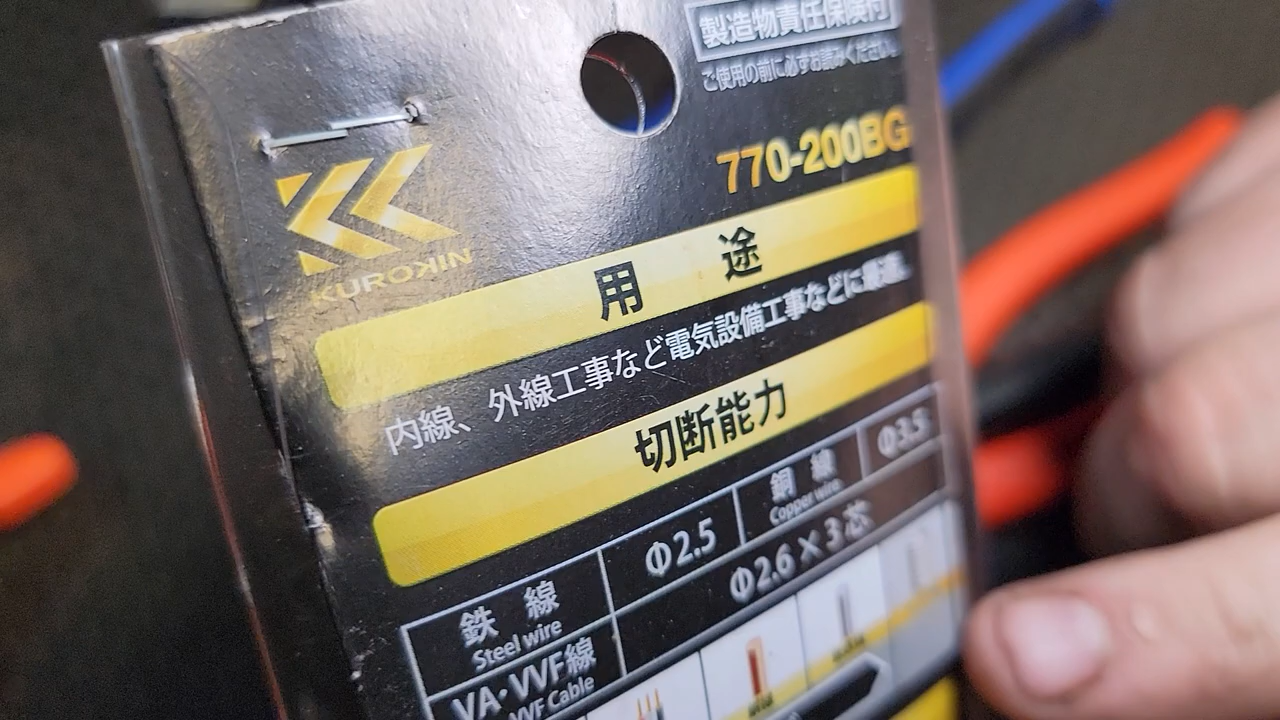 製造物責任保険付
ご使用の前に必ずお読みください。
770-200BG
KUROKIN
用 途
内線、外線工事など電気設備工事などに最適。
切断能力
鉄 線
Steel wire
Φ2.5
銅 線
Copper wire
Φ3.5
VA・VVF線
VVF Cable
Φ2.6×3芯